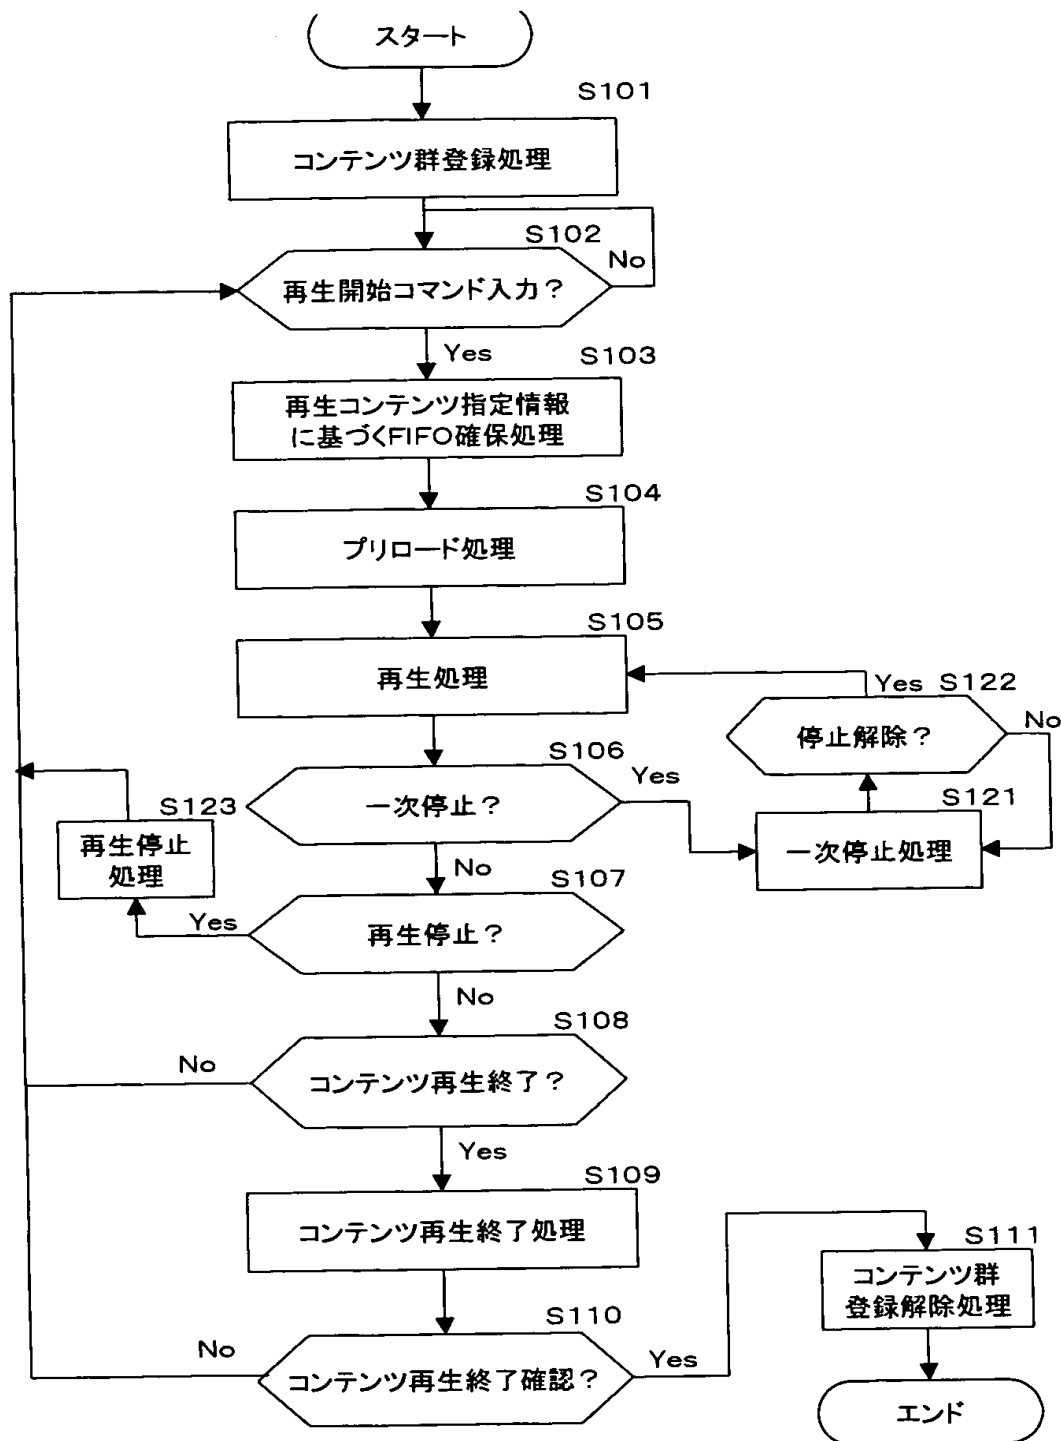 スタート
S101
コンテンツ群登録処理
S102
No
再生開始コマンド入力?
Yes
S103
再生コンテンツ指定情報
に基づくFIFO確保処理
S104
プリロード処理
S105
再生処理
Yes
S122
停止解除?
No
S106
一次停止?
Yes
S121
一次停止処理
S123
再生停止
処理
No
S107
Yes
再生停止?
No
S108
No
コンテンツ再生終了?
Yes
S109
コンテンツ再生終了処理
S111
コンテンツ群
登録解除処理
S110
No
コンテンツ再生終了確認?
Yes
エンド